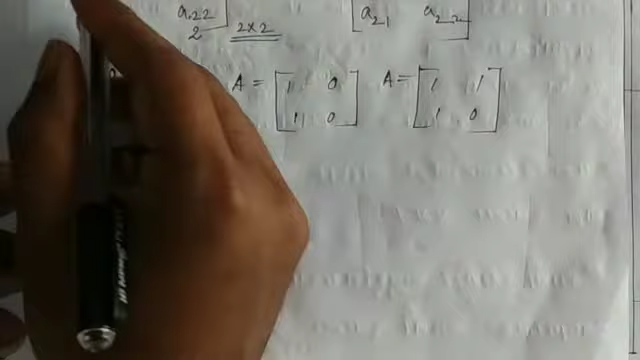 a22
2 2×2
a21 a22
A = [1 0 A = [1 1
1 0] 1 0]